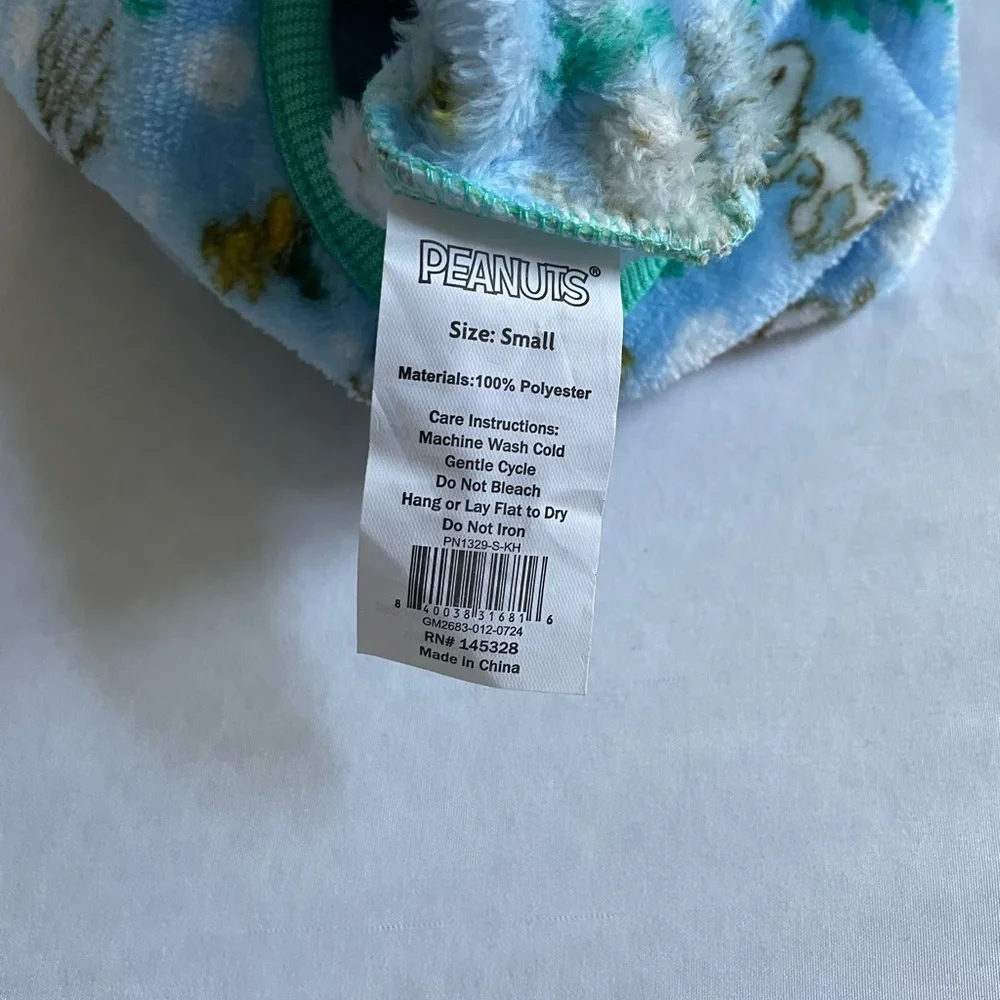 PEANUTS®
Size: Small
Materials:100% Polyester
Care Instructions:
Machine Wash Cold
Gentle Cycle
Do Not Bleach
Hang or Lay Flat to Dry
Do Not Iron
PN1329-S-KH
8 40038 31681 6
GM2683-012-0724
RN# 145328
Made in China